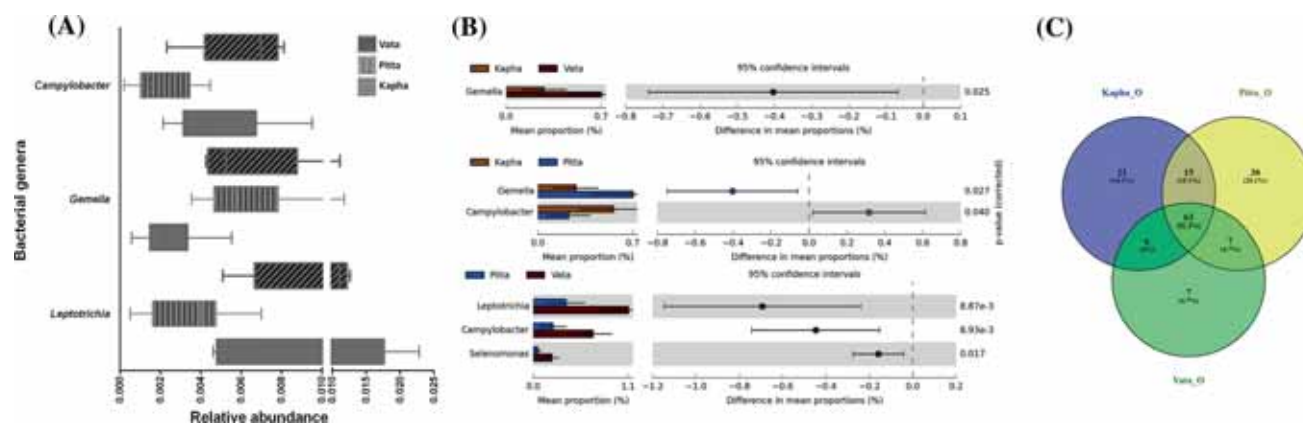 (A)
Vata
Pitta
Kapha
Campylobacter
Gemella
Leptotrichia
Bacterial genera
0.000
0.002
0.004
0.006
0.008
0.010
0.010
0.015
0.020
0.025
Relative abundance
(B)
Kapha Vata
95% confidence intervals
Gemella
0.025
0.0 0.7 −0.8 −0.7 −0.6 −0.5 −0.4 −0.3 −0.2 −0.1 0.0 0.1
Mean proportion (%) Difference in mean proportions (%)
Kapha Pitta
95% confidence intervals
Gemella
0.027
Campylobacter
0.040
p-value (corrected)
0.0 0.7 −0.8 −0.6 −0.4 −0.2 0.0 0.2 0.4 0.6 0.8
Mean proportion (%) Difference in mean proportions (%)
Pitta Vata
95% confidence intervals
Leptotrichia
8.87e-3
Campylobacter
6.93e-3
Selenomonas
0.017
0.0 1.1 −1.2 −1.0 −0.8 −0.6 −0.4 −0.2 0.0 0.2
Mean proportion (%) Difference in mean proportions (%)
(C)
Kapha_O
Pitta_O
15
63
7
Vata_O